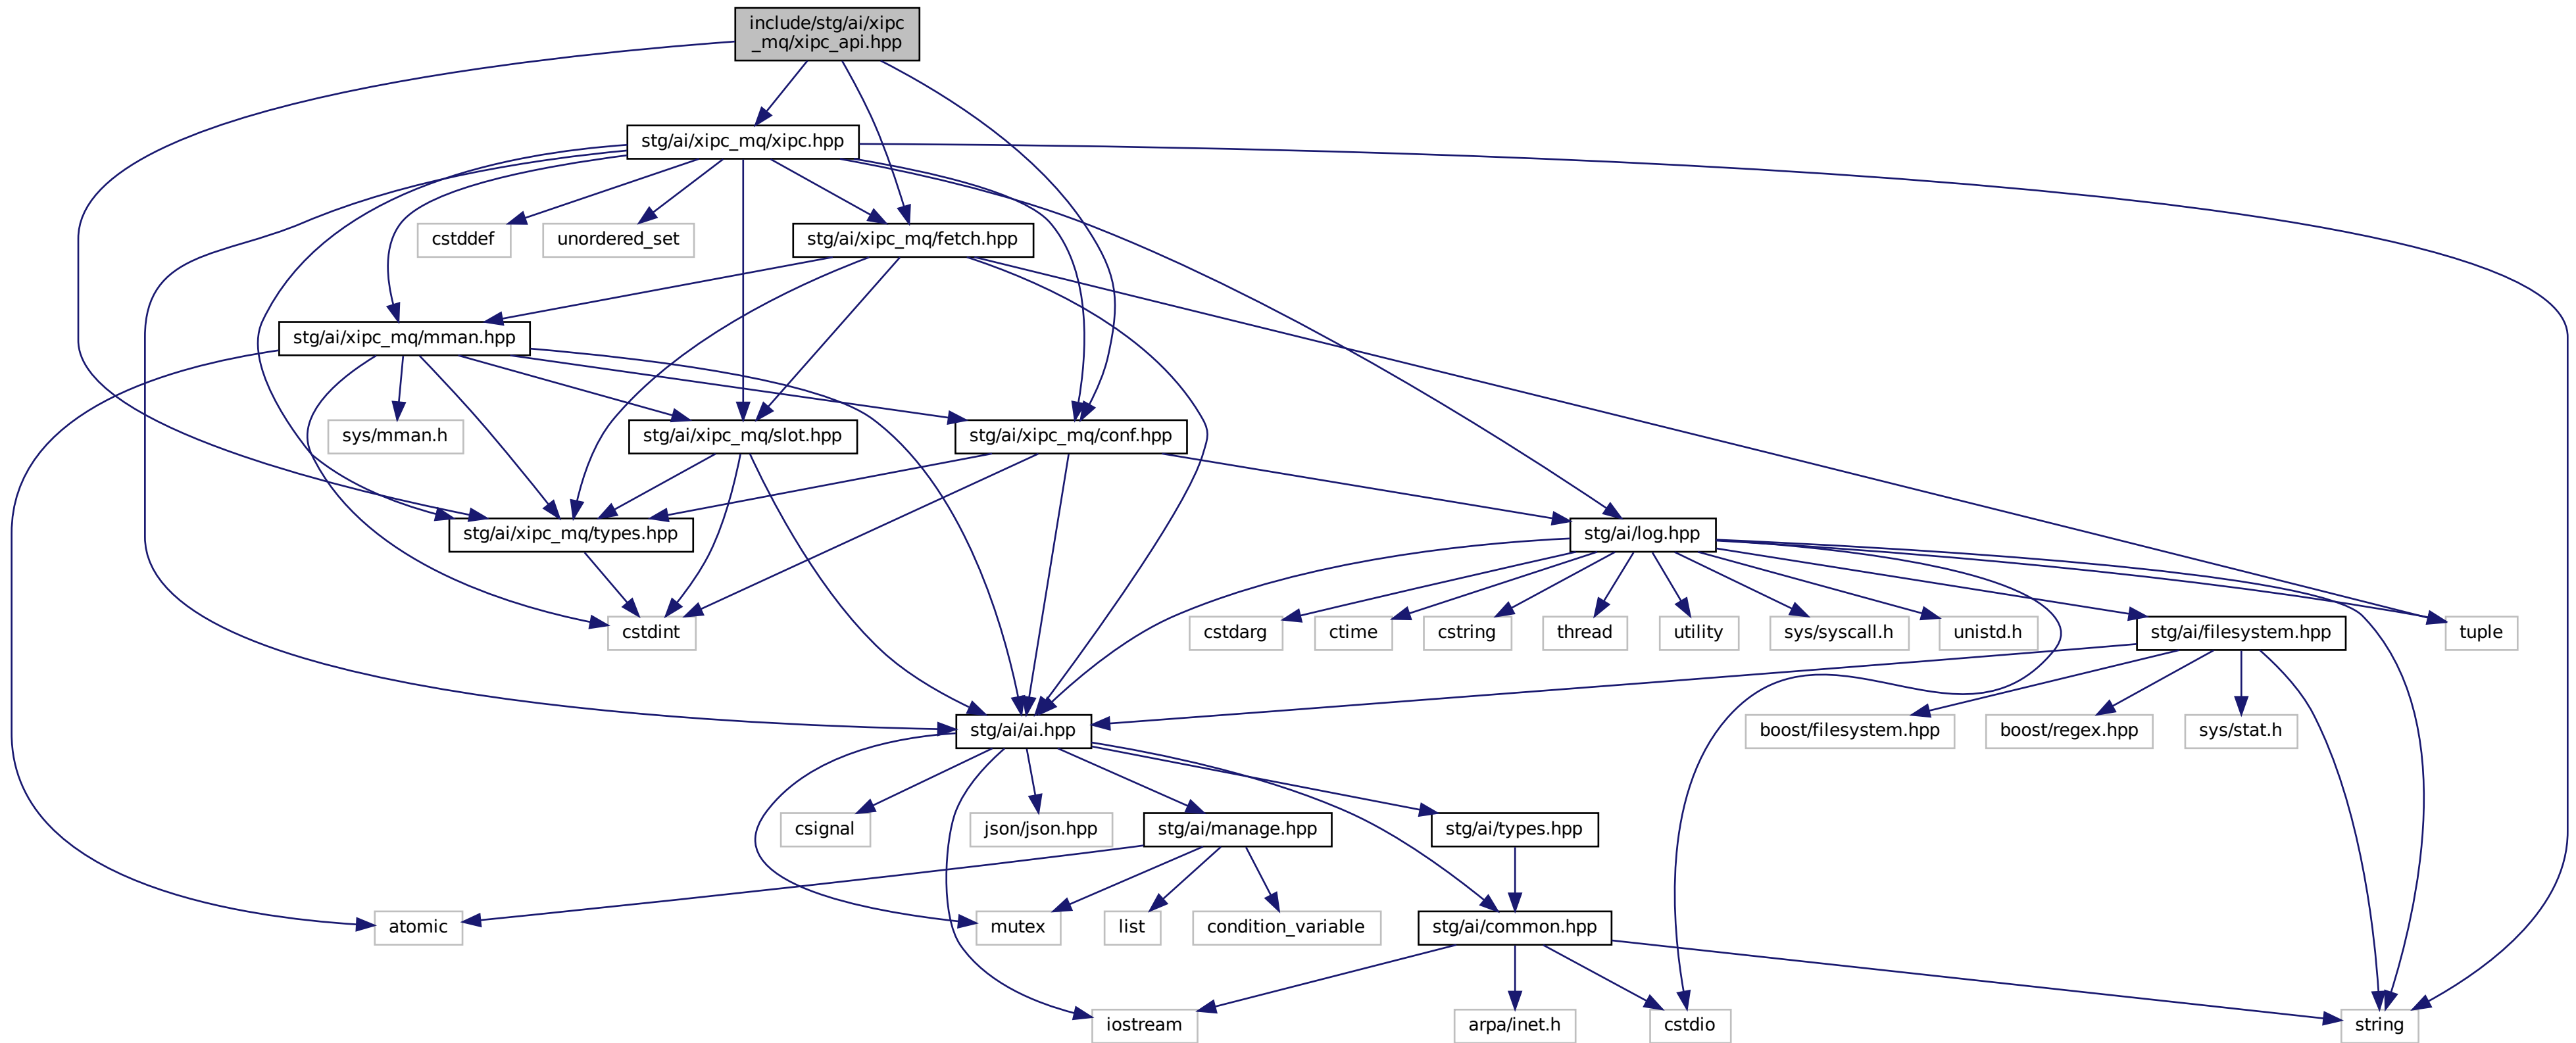 include/stg/ai/xipc
_mq/xipc_api.hpp
stg/ai/xipc_mq/xipc.hpp
cstddef
unordered_set
stg/ai/xipc_mq/fetch.hpp
stg/ai/xipc_mq/mman.hpp
sys/mman.h
stg/ai/xipc_mq/slot.hpp
stg/ai/xipc_mq/conf.hpp
stg/ai/xipc_mq/types.hpp
stg/ai/log.hpp
cstdint
cstdarg
ctime
cstring
thread
utility
sys/syscall.h
unistd.h
stg/ai/filesystem.hpp
tuple
stg/ai/ai.hpp
boost/filesystem.hpp
boost/regex.hpp
sys/stat.h
csignal
json/json.hpp
stg/ai/manage.hpp
stg/ai/types.hpp
atomic
mutex
list
condition_variable
stg/ai/common.hpp
iostream
arpa/inet.h
cstdio
string